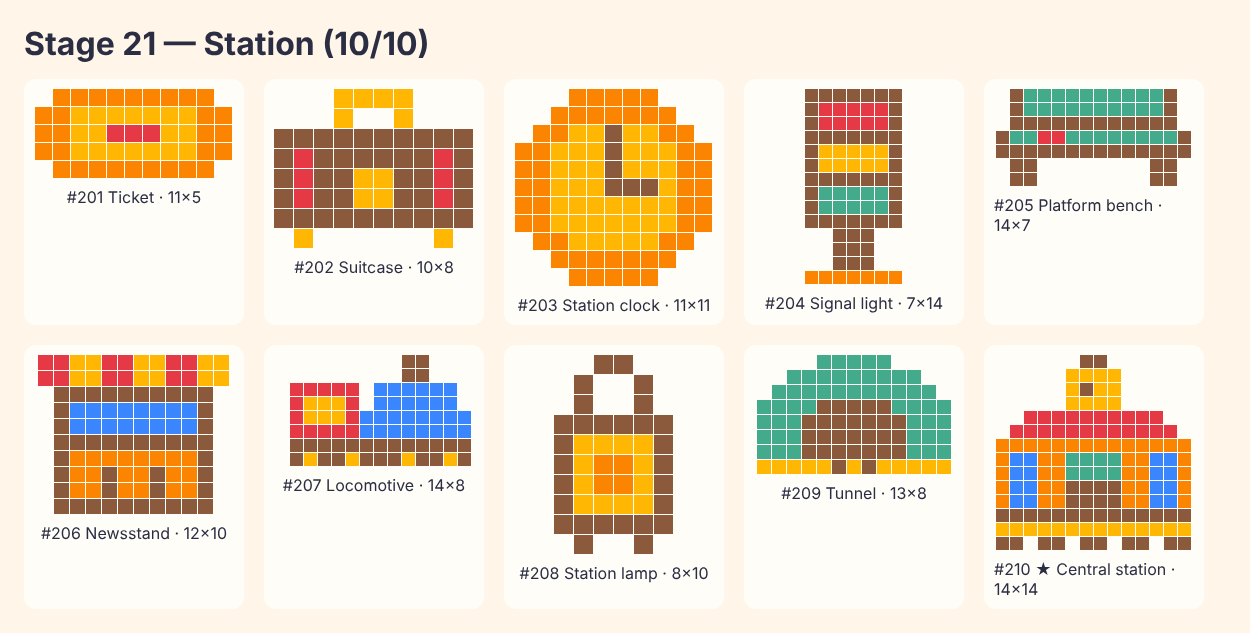 Stage 21 — Station (10/10)
#201 Ticket · 11×5
#202 Suitcase · 10×8
#203 Station clock · 11×11
#204 Signal light · 7×14
#205 Platform bench ·
14×7
#206 Newsstand · 12×10
#207 Locomotive · 14×8
#208 Station lamp · 8×10
#209 Tunnel · 13×8
#210 ★ Central station ·
14×14